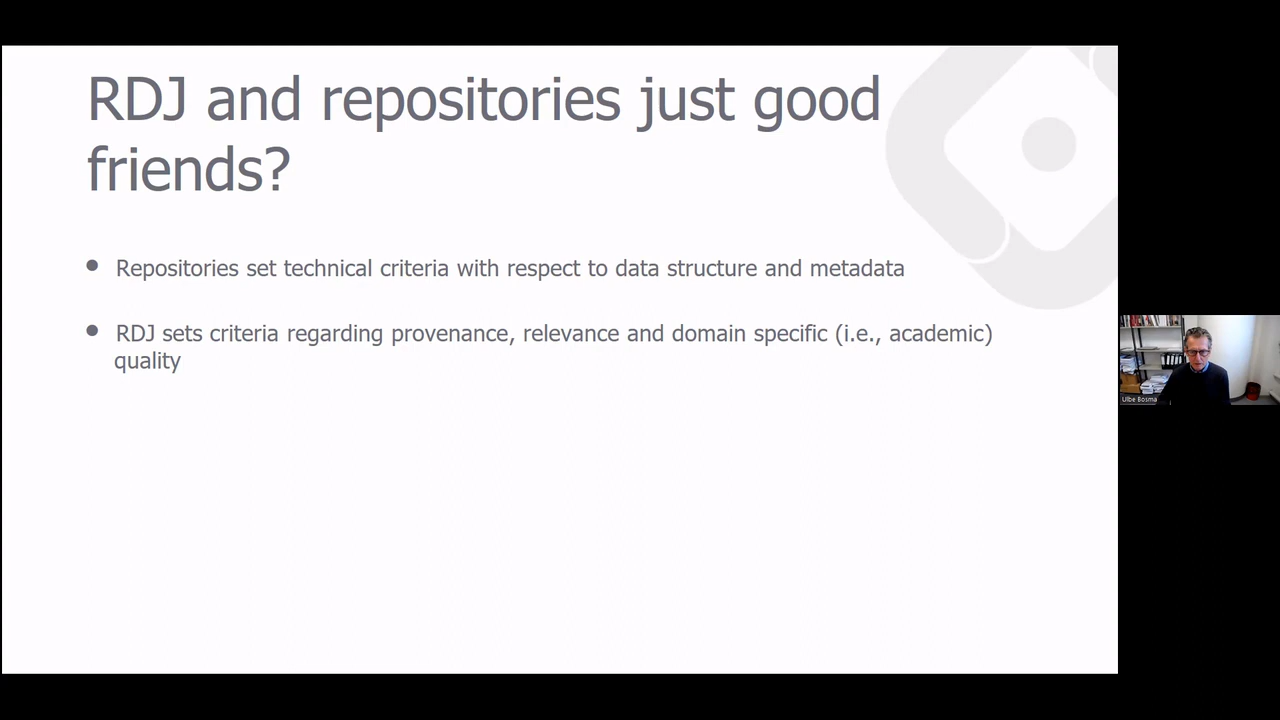 RDJ and repositories just good
friends?
• Repositories set technical criteria with respect to data structure and metadata
• RDJ sets criteria regarding provenance, relevance and domain specific (i.e., academic)
quality
Ulbe Bosma